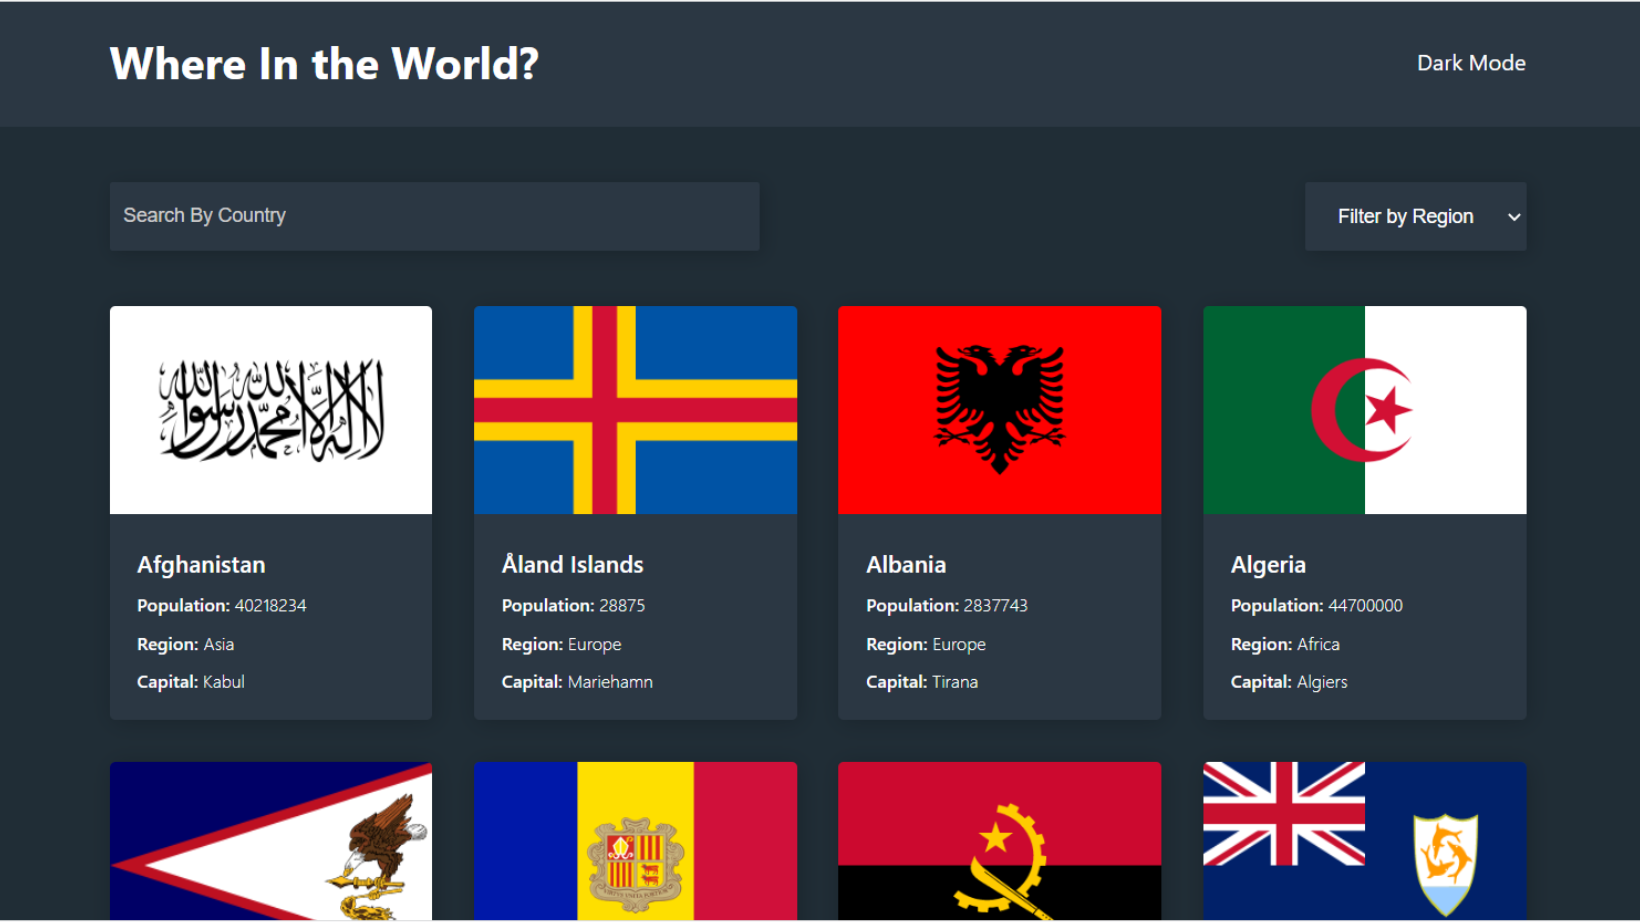 Where In the World?
Dark Mode
Search By Country
Filter by Region
لا إله إلا الله محمد رسول الله
Afghanistan
Population: 40218234
Region: Asia
Capital: Kabul
Åland Islands
Population: 28875
Region: Europe
Capital: Mariehamn
Albania
Population: 2837743
Region: Europe
Capital: Tirana
Algeria
Population: 44700000
Region: Africa
Capital: Algiers